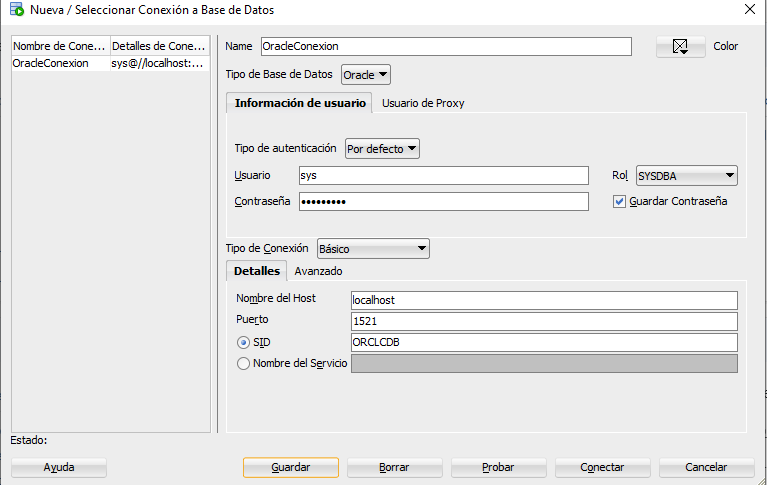 Nueva / Seleccionar Conexión a Base de Datos
Nombre de Cone... Detalles de Cone...
OracleConexion sys@//localhost:...
Name OracleConexion Color
Tipo de Base de Datos Oracle
Información de usuario Usuario de Proxy
Tipo de autenticación Por defecto
Usuario sys Rol SYSDBA
Contraseña ••••••••• Guardar Contraseña
Tipo de Conexión Básico
Detalles Avanzado
Nombre del Host localhost
Puerto 1521
SID ORCLCDB
Nombre del Servicio
Estado:
Ayuda Guardar Borrar Probar Conectar Cancelar